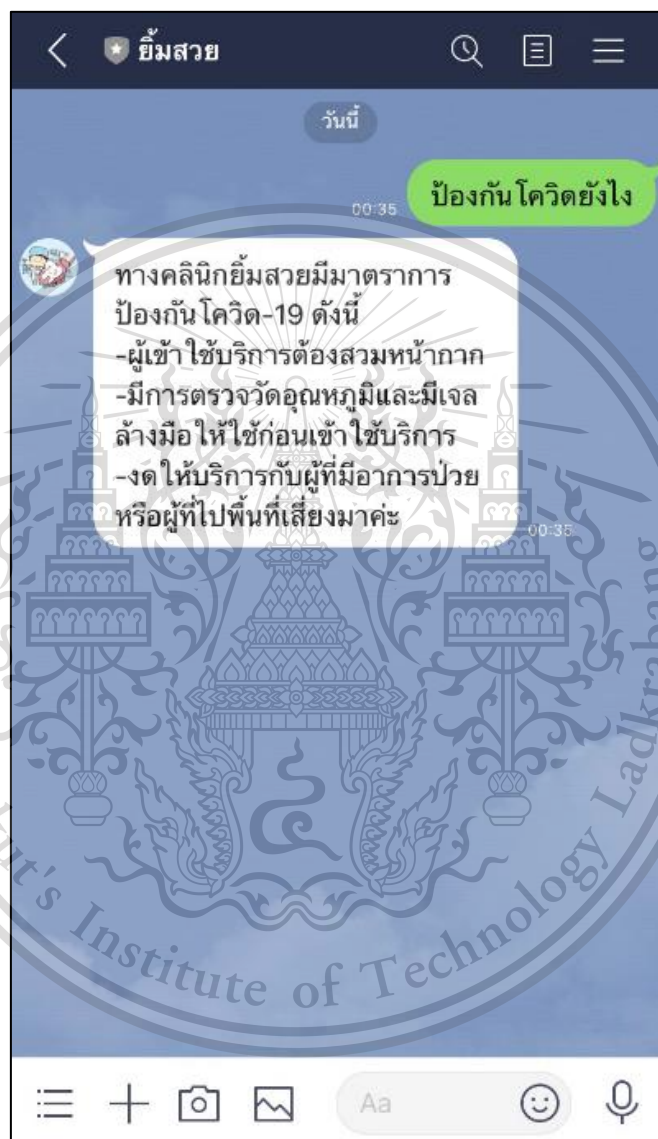 ยิ้มสวย
วันนี้
ป้องกันโควิดยังไง
00:35
ทางคลินิกยิ้มสวยมีมาตราการ
ป้องกันโควิด-19 ดังนี้
-ผู้เข้าใช้บริการต้องสวมหน้ากาก
-มีการตรวจวัดอุณหภูมิและมีเจล
ล้างมือให้ใช้ก่อนเข้าใช้บริการ
-งดให้บริการกับผู้ที่มีอาการป่วย
หรือผู้ที่ไปพื้นที่เสี่ยงมาค่ะ
00:35
Aa
Institute of Technology Ladkrabang